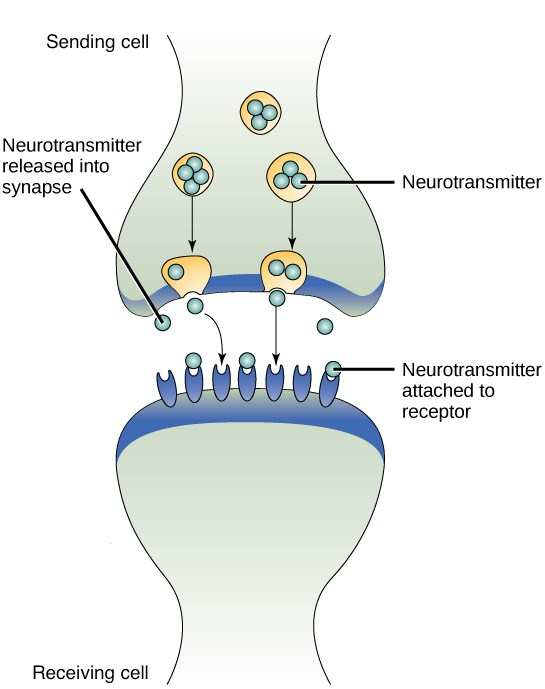 Sending cell
Neurotransmitter
released into
synapse
Neurotransmitter
Neurotransmitter
attached to
receptor
Receiving cell